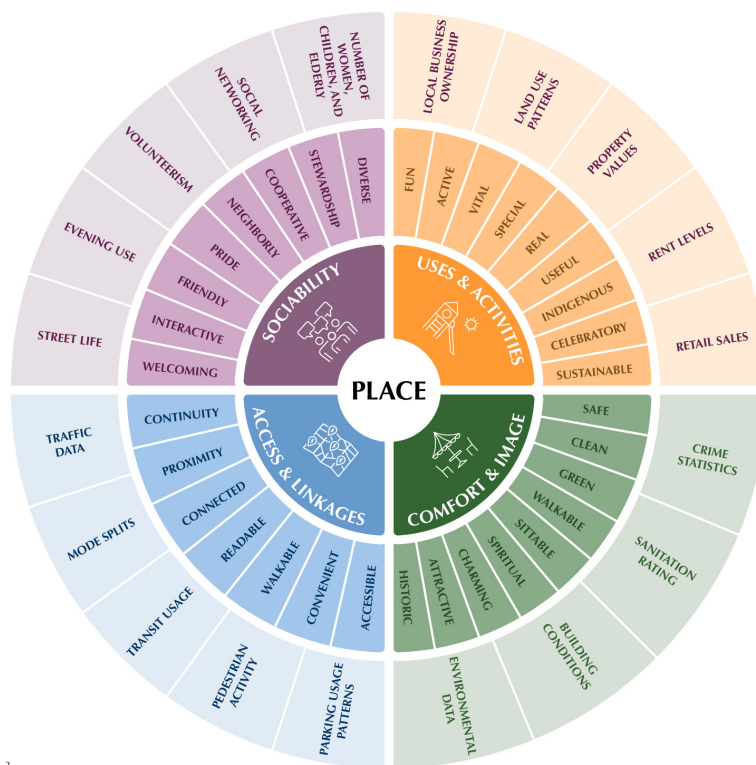 PLACE
SOCIABILITY
USES & ACTIVITIES
ACCESS & LINKAGES
COMFORT & IMAGE
DIVERSE
STEWARDSHIP
COOPERATIVE
NEIGHBORLY
PRIDE
FRIENDLY
INTERACTIVE
WELCOMING
NUMBER OF
WOMEN,
CHILDREN, AND
ELDERLY
SOCIAL
NETWORKING
VOLUNTEERISM
EVENING USE
STREET LIFE
FUN
ACTIVE
VITAL
SPECIAL
REAL
USEFUL
INDIGENOUS
CELEBRATORY
SUSTAINABLE
LOCAL BUSINESS
OWNERSHIP
LAND USE
PATTERNS
PROPERTY
VALUES
RENT LEVELS
RETAIL SALES
CONTINUITY
PROXIMITY
CONNECTED
READABLE
WALKABLE
CONVENIENT
ACCESSIBLE
TRAFFIC
DATA
MODE SPLITS
TRANSIT USAGE
PEDESTRIAN
ACTIVITY
PARKING USAGE
PATTERNS
SAFE
CLEAN
GREEN
WALKABLE
SITTABLE
SPIRITUAL
CHARMING
ATTRACTIVE
HISTORIC
CRIME
STATISTICS
SANITATION
RATING
BUILDING
CONDITIONS
ENVIRONMENTAL
DATA